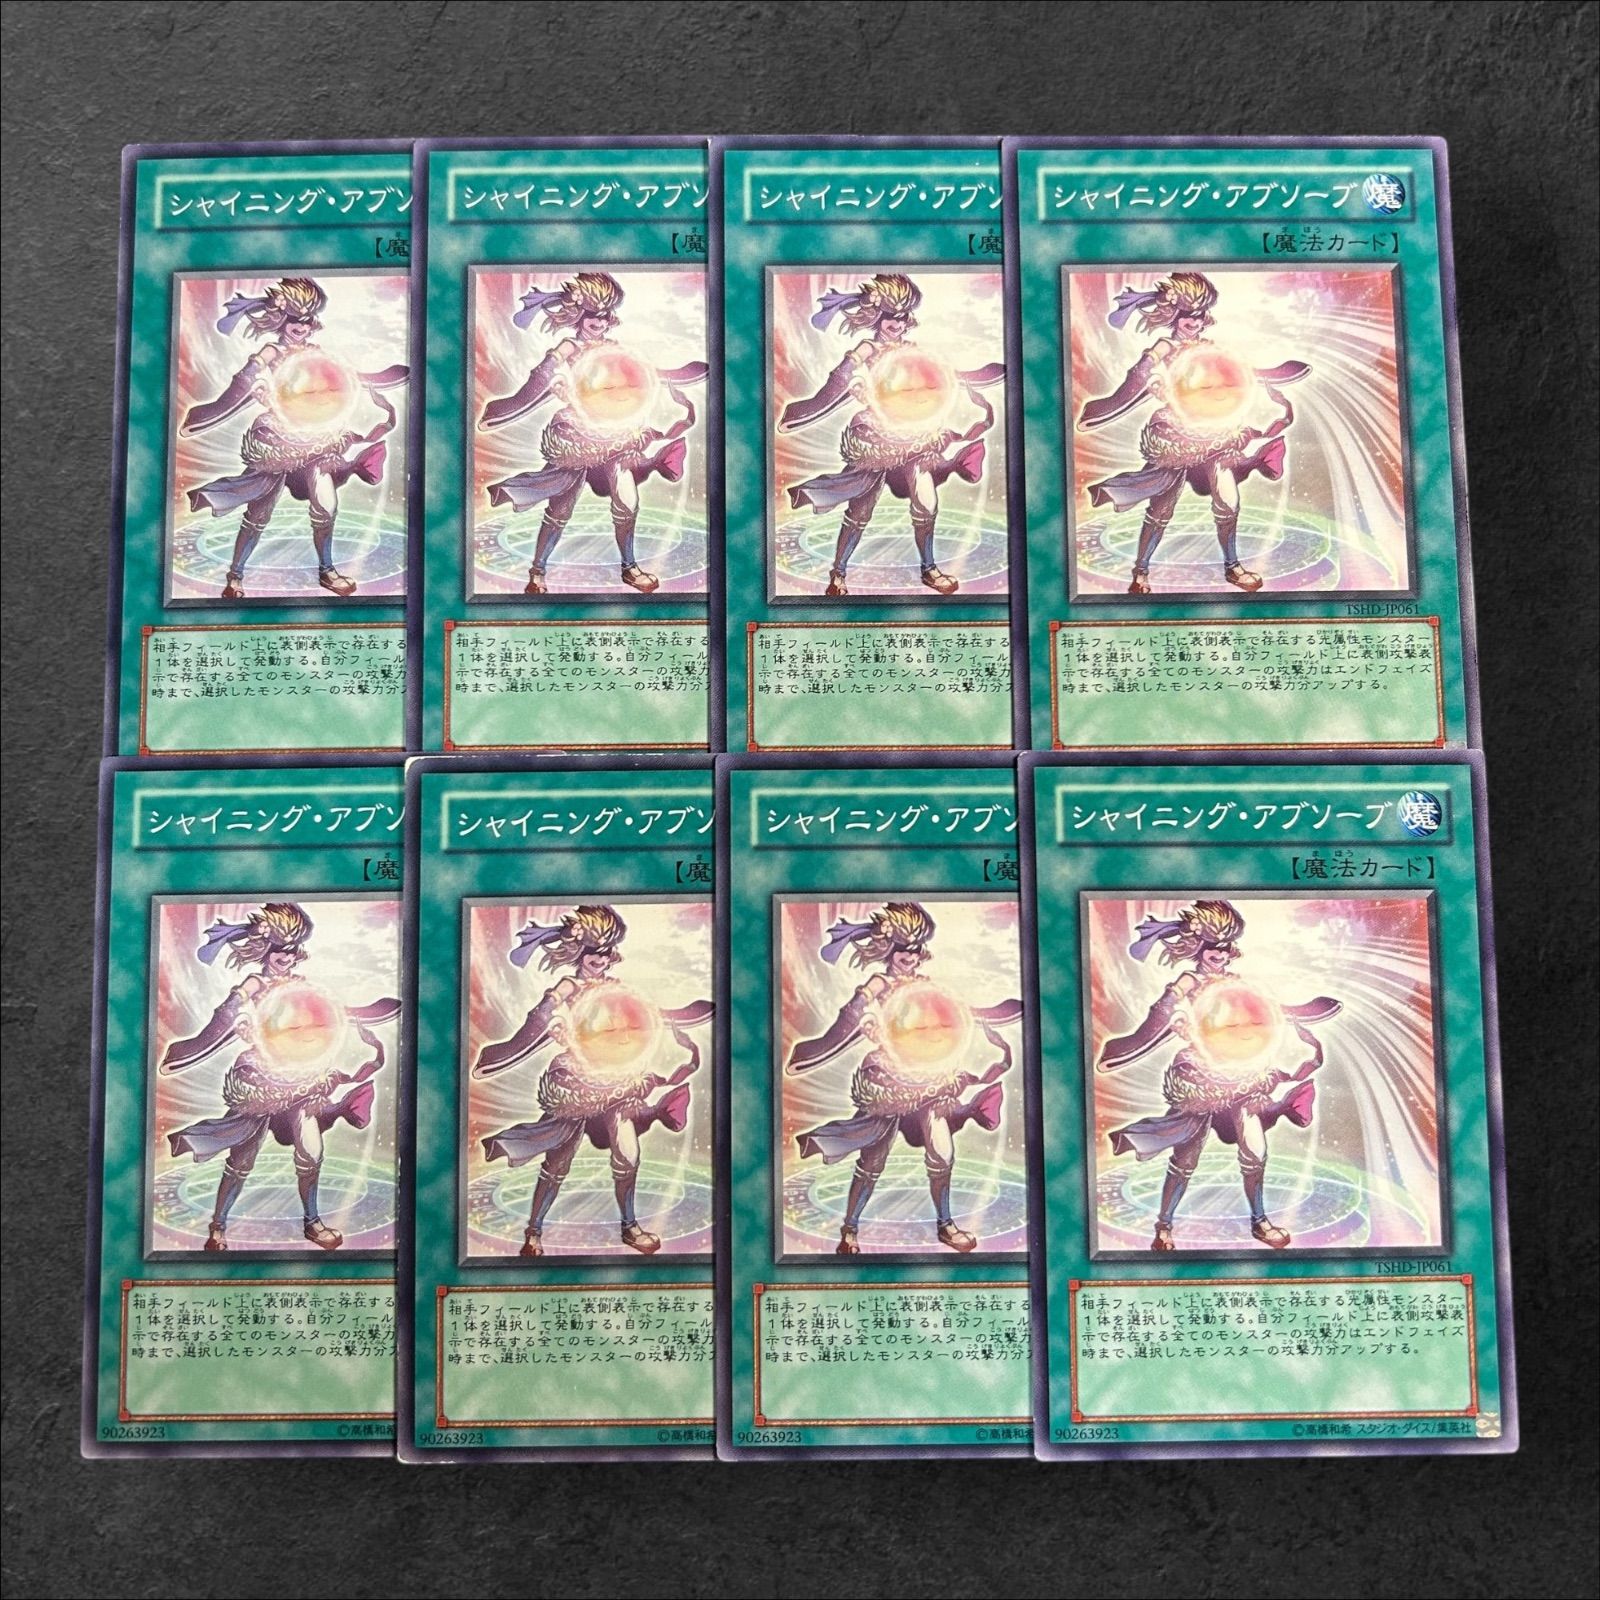 シャイニング・アブソ
【魔
相手フィールド上に表側表示で存在する
1体を選択して発動する。自分フィール
示で存在する全てのモンスターの攻撃力
時まで、選択したモンスターの攻撃力分
シャイニング・アブソ
【魔
相手フィールド上に表側表示で存在する
1体を選択して発動する。自分フィール
示で存在する全てのモンスターの攻撃力
時まで、選択したモンスターの攻撃力分
シャイニング・アブソ
【魔
相手フィールド上に表側表示で存在する
1体を選択して発動する。自分フィール
示で存在する全てのモンスターの攻撃力
時まで、選択したモンスターの攻撃力分
シャイニング・アブソーブ 魔
まほう
【魔法カード】
TSHD-JP061
相手フィールド上に表側表示で存在する光属性モンスター
1体を選択して発動する。自分フィールド上に表側攻撃表
示で存在する全てのモンスターの攻撃力はエンドフェイズ
時まで、選択したモンスターの攻撃力分アップする。
シャイニング・アブソ
【魔
相手フィールド上に表側表示で存在する
1体を選択して発動する。自分フィール
示で存在する全てのモンスターの攻撃力
時まで、選択したモンスターの攻撃力分
90263923 ©高橋和希
シャイニング・アブソ
【魔
相手フィールド上に表側表示で存在する
1体を選択して発動する。自分フィール
示で存在する全てのモンスターの攻撃力
時まで、選択したモンスターの攻撃力分
90263923 ©高橋和希
シャイニング・アブソ
【魔
相手フィールド上に表側表示で存在する
1体を選択して発動する。自分フィール
示で存在する全てのモンスターの攻撃力
時まで、選択したモンスターの攻撃力分
90263923 ©高橋和希
シャイニング・アブソーブ 魔
まほう
【魔法カード】
TSHD-JP061
相手フィールド上に表側表示で存在する光属性モンスター
1体を選択して発動する。自分フィールド上に表側攻撃表
示で存在する全てのモンスターの攻撃力はエンドフェイズ
時まで、選択したモンスターの攻撃力分アップする。
90263923 ©高橋和希 スタジオ・ダイス/集英社